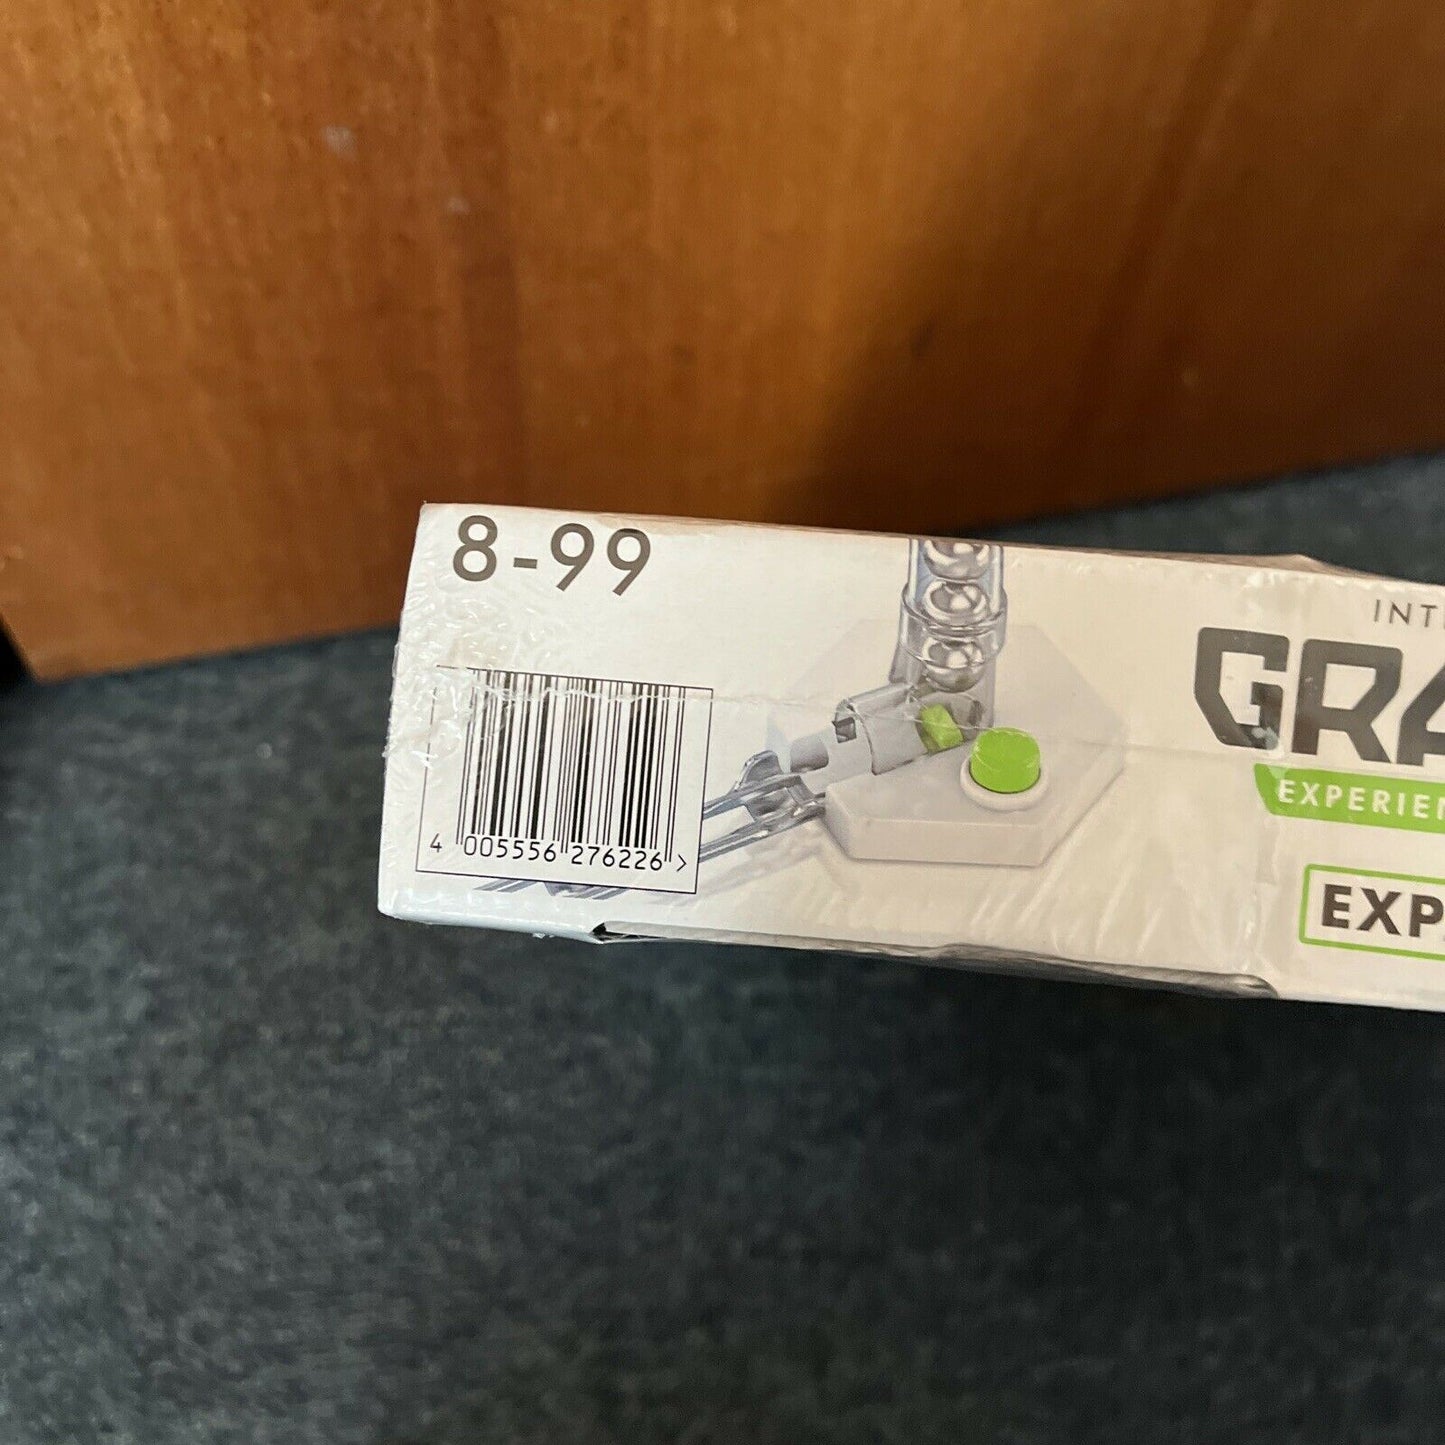 8-99
4 005556 276226 >
INT
GRA
EXPERIEN
EXP